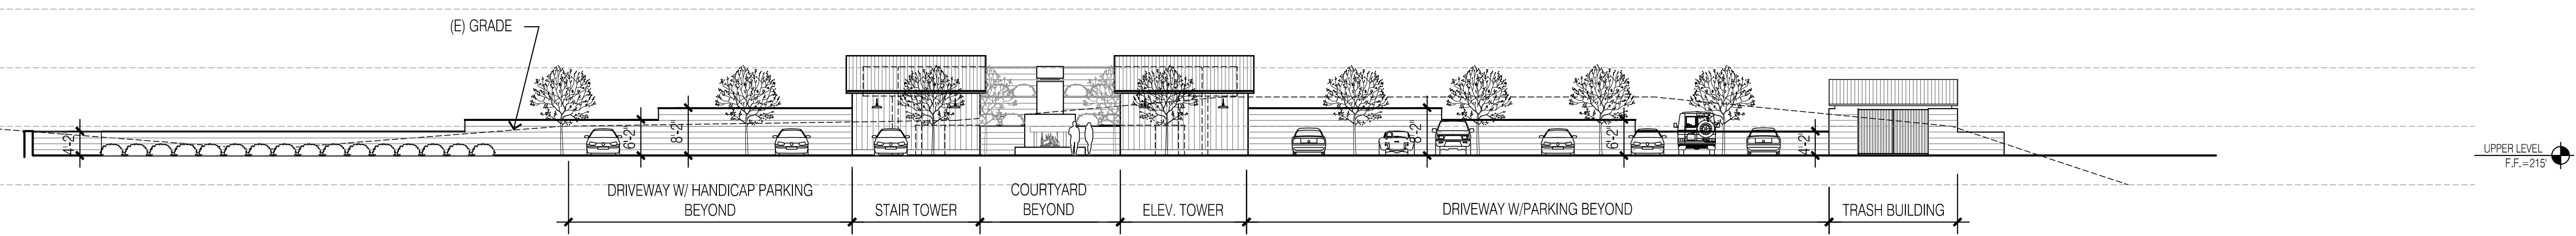 (E) GRADE
4'-2"
6'-2"
8'-2"
8'-2"
6'-2"
4'-2"
UPPER LEVEL
F.F.=215'
DRIVEWAY W/ HANDICAP PARKING
BEYOND
STAIR TOWER
COURTYARD
BEYOND
ELEV. TOWER
DRIVEWAY W/PARKING BEYOND
TRASH BUILDING